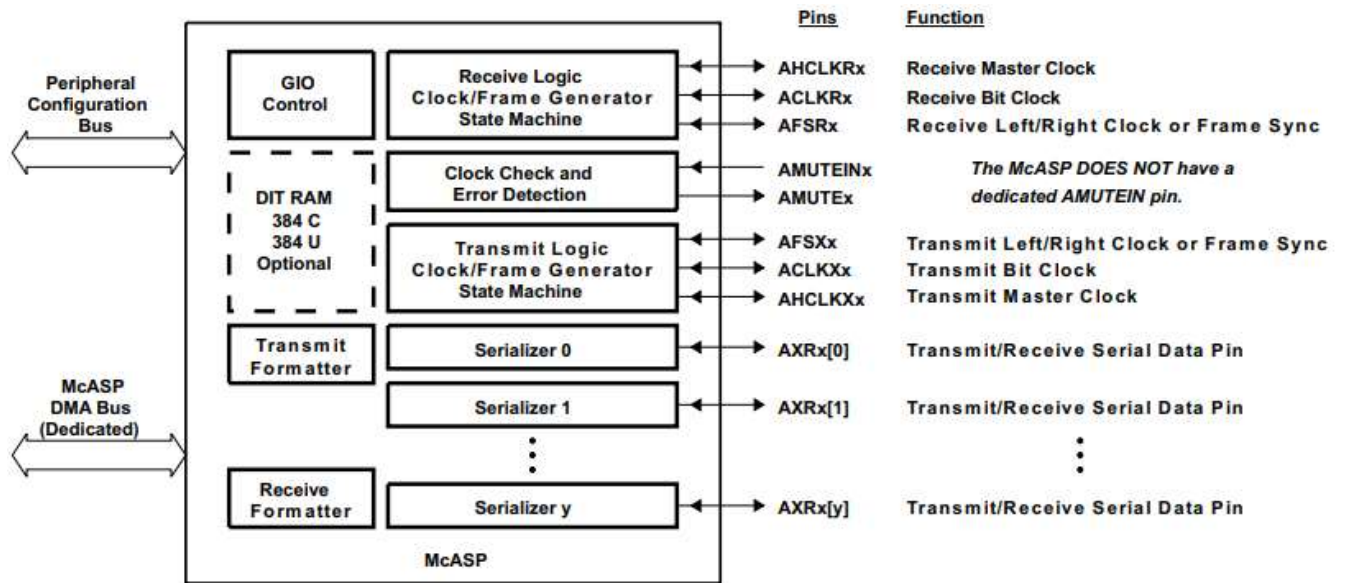 Pins Function
Peripheral
Configuration
Bus
GIO
Control
Receive Logic
Clock/Frame Generator
State Machine
AHCLKRx Receive Master Clock
ACLKRx Receive Bit Clock
AFSRx Receive Left/Right Clock or Frame Sync
DIT RAM
384 C
384 U
Optional
Clock Check and
Error Detection
AMUTEINx
AMUTEx
The McASP DOES NOT have a
dedicated AMUTEIN pin.
Transmit Logic
Clock/Frame Generator
State Machine
AFSXx Transmit Left/Right Clock or Frame Sync
ACLKXx Transmit Bit Clock
AHCLKXx Transmit Master Clock
Transmit
Formatter
Serializer 0
AXRx[0] Transmit/Receive Serial Data Pin
McASP
DMA Bus
(Dedicated)
Serializer 1
AXRx[1] Transmit/Receive Serial Data Pin
Receive
Formatter
Serializer y
AXRx[y] Transmit/Receive Serial Data Pin
McASP